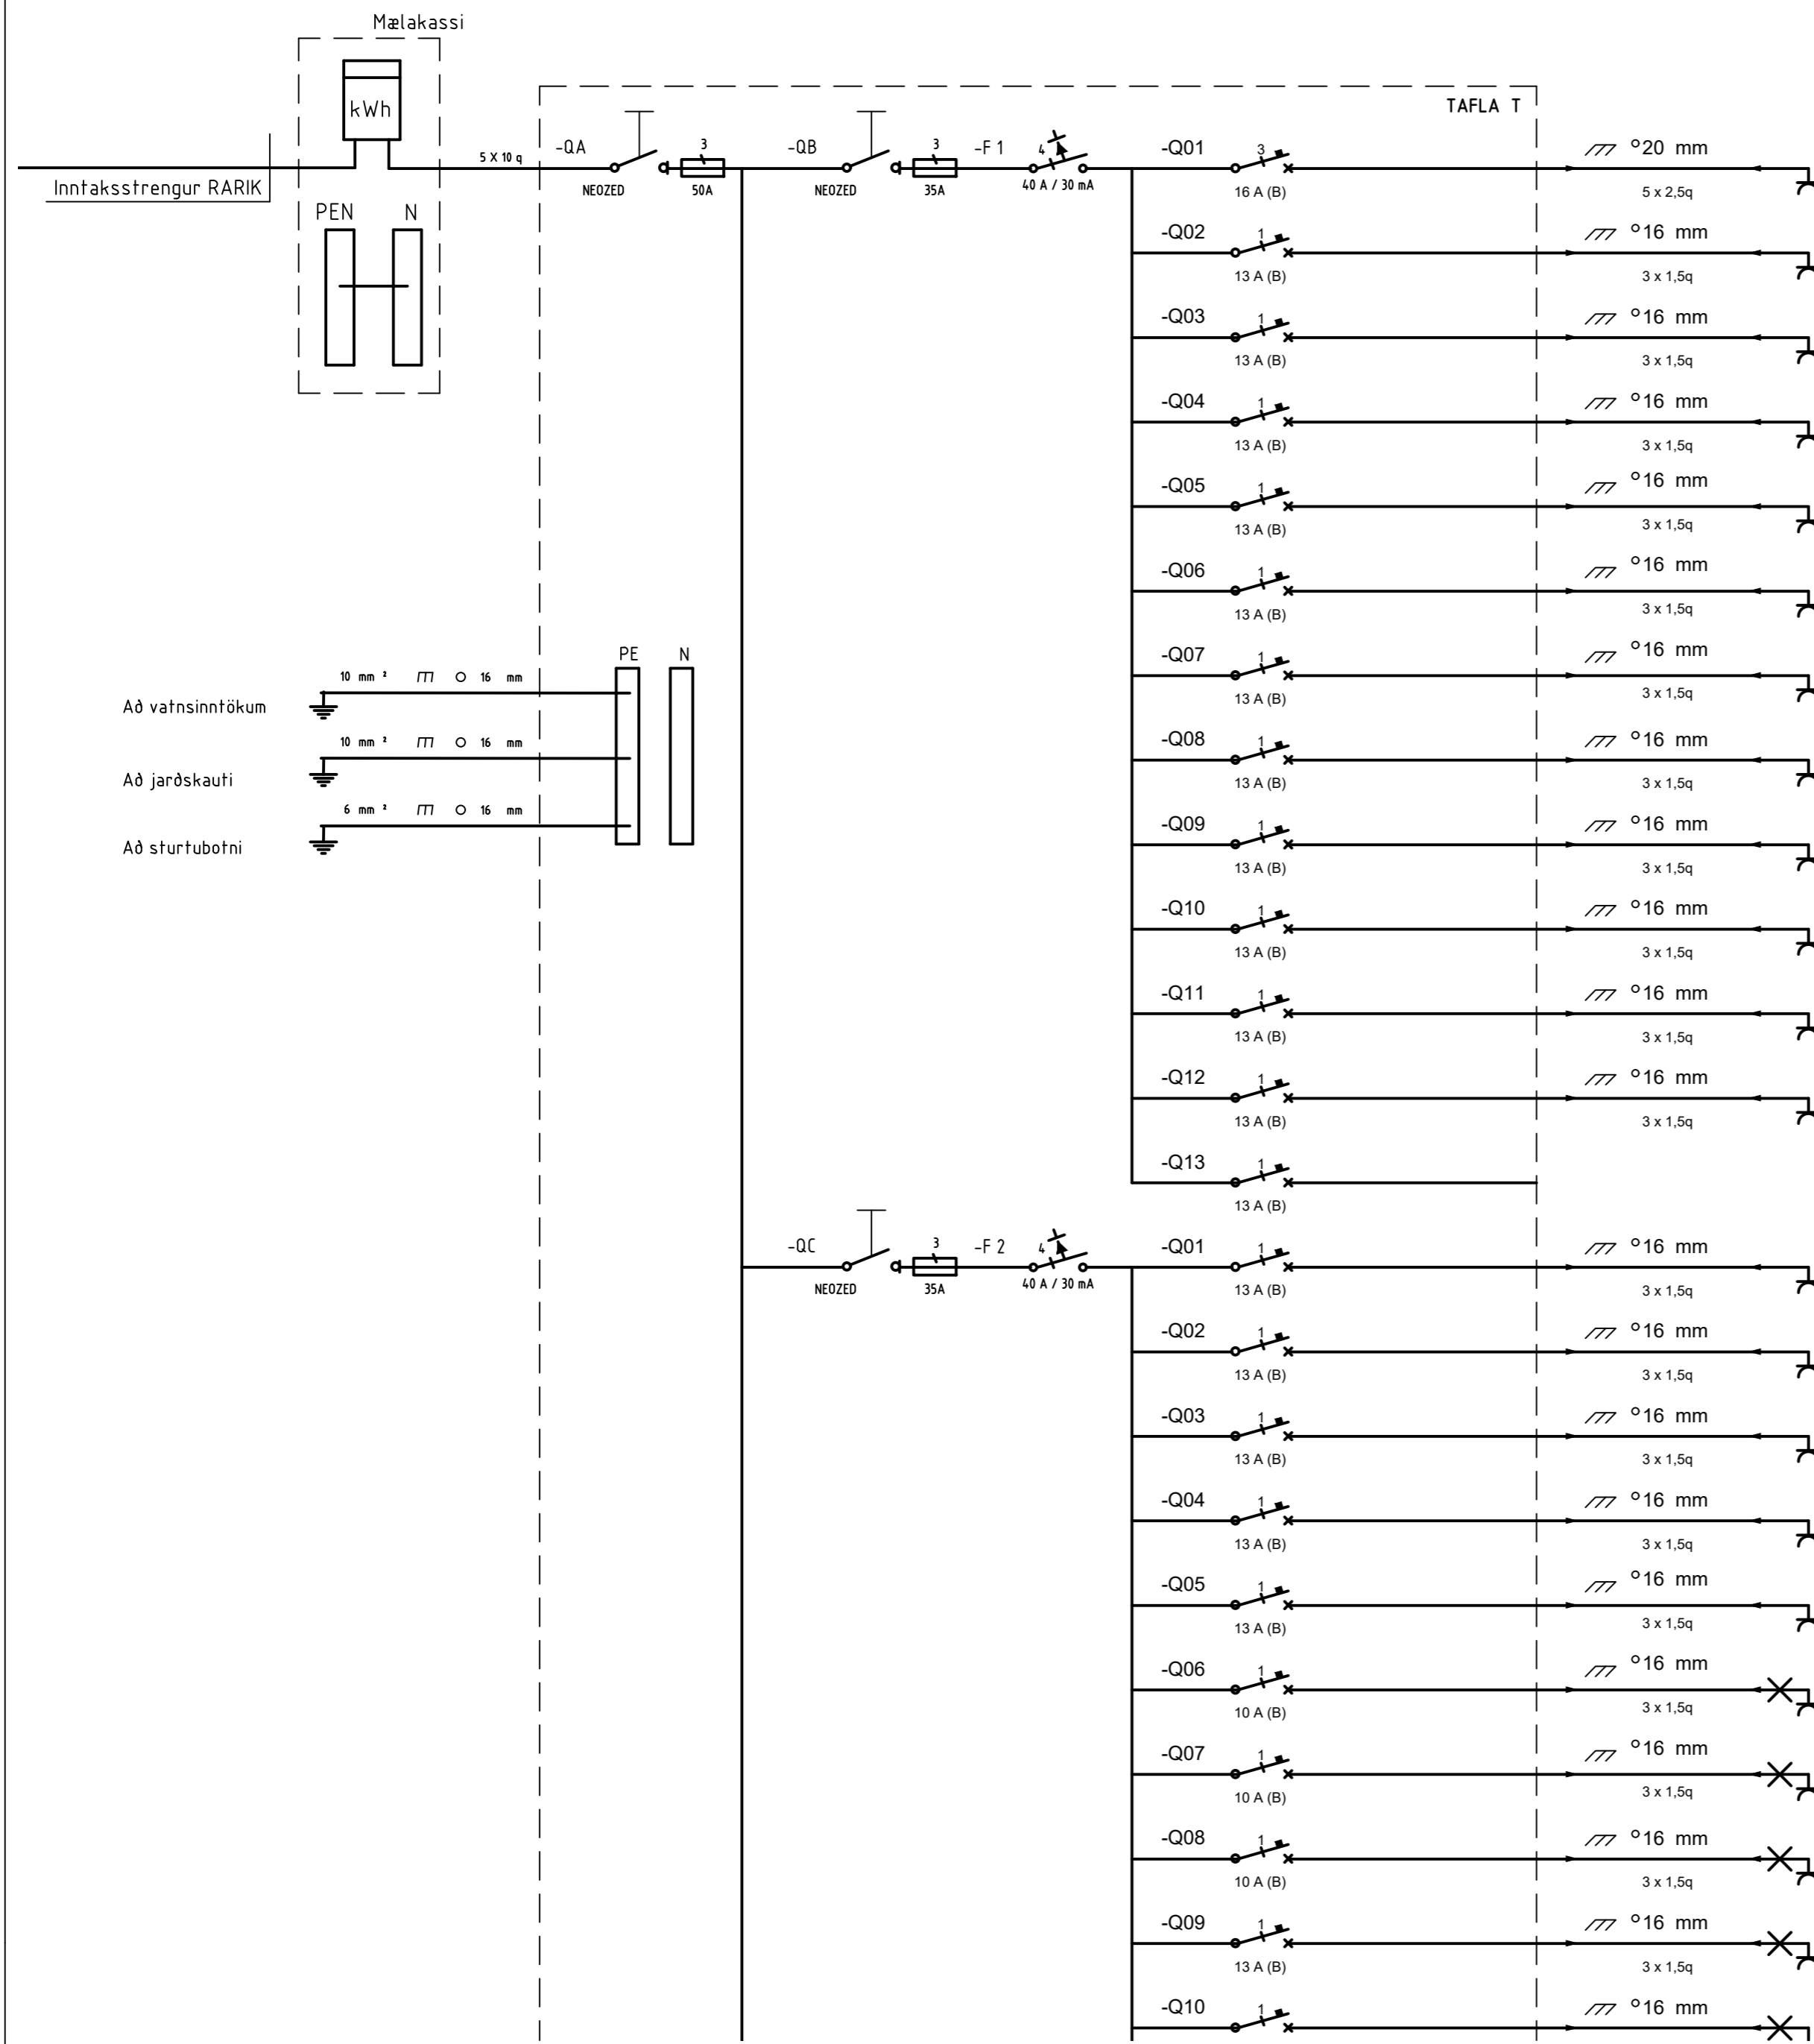 Mælakassi
kWh
TAFLA T
Inntaksstrengur RARIK
5 X 10 q
-QA
NEOZED
3
50A
-QB
NEOZED
3
35A
-F 1
4
40 A / 30 mA
PEN N
-Q01 3 16 A (B) °20 mm 5 x 2,5q
-Q02 1 13 A (B) °16 mm 3 x 1,5q
-Q03 1 13 A (B) °16 mm 3 x 1,5q
-Q04 1 13 A (B) °16 mm 3 x 1,5q
-Q05 1 13 A (B) °16 mm 3 x 1,5q
-Q06 1 13 A (B) °16 mm 3 x 1,5q
-Q07 1 13 A (B) °16 mm 3 x 1,5q
-Q08 1 13 A (B) °16 mm 3 x 1,5q
-Q09 1 13 A (B) °16 mm 3 x 1,5q
-Q10 1 13 A (B) °16 mm 3 x 1,5q
-Q11 1 13 A (B) °16 mm 3 x 1,5q
-Q12 1 13 A (B) °16 mm 3 x 1,5q
-Q13 1 13 A (B)
PE N
10 mm ² 16 mm
Að vatnsinntökum
10 mm ² 16 mm
Að jarðskauti
6 mm ² 16 mm
Að sturtubotni
-QC
NEOZED
3
35A
-F 2
4
40 A / 30 mA
-Q01 1 13 A (B) °16 mm 3 x 1,5q
-Q02 1 13 A (B) °16 mm 3 x 1,5q
-Q03 1 13 A (B) °16 mm 3 x 1,5q
-Q04 1 13 A (B) °16 mm 3 x 1,5q
-Q05 1 13 A (B) °16 mm 3 x 1,5q
-Q06 1 10 A (B) °16 mm 3 x 1,5q
-Q07 1 10 A (B) °16 mm 3 x 1,5q
-Q08 1 10 A (B) °16 mm 3 x 1,5q
-Q09 1 13 A (B) °16 mm 3 x 1,5q
-Q10 1 °16 mm